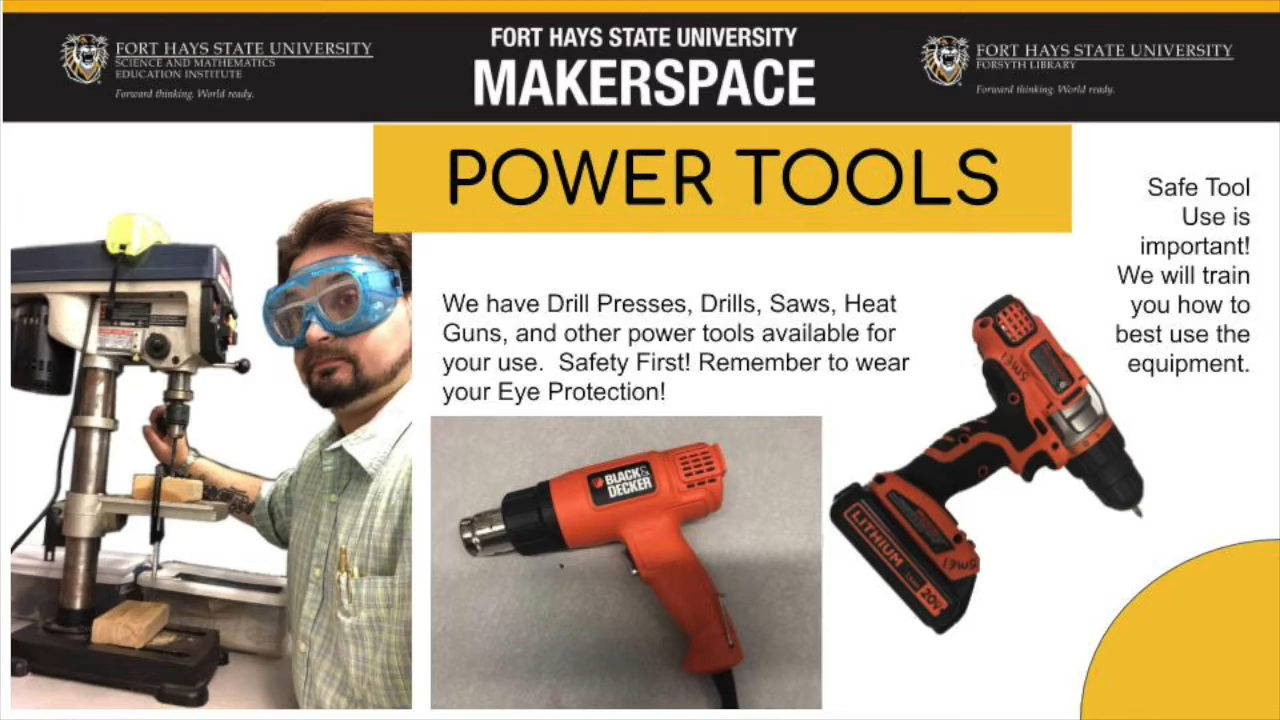 FORT HAYS STATE UNIVERSITY
SCIENCE AND MATHEMATICS
EDUCATION INSTITUTE
Forward thinking. World ready.
FORT HAYS STATE UNIVERSITY
MAKERSPACE
FORT HAYS STATE UNIVERSITY
FORSYTH LIBRARY
Forward thinking. World ready.
POWER TOOLS
Safe Tool
Use is
important!
We will train
you how to
best use the
equipment.
We have Drill Presses, Drills, Saws, Heat
Guns, and other power tools available for
your use. Safety First! Remember to wear
your Eye Protection!
BLACK&
DECKER
SMEI
LITHIUM
20V
SMEI